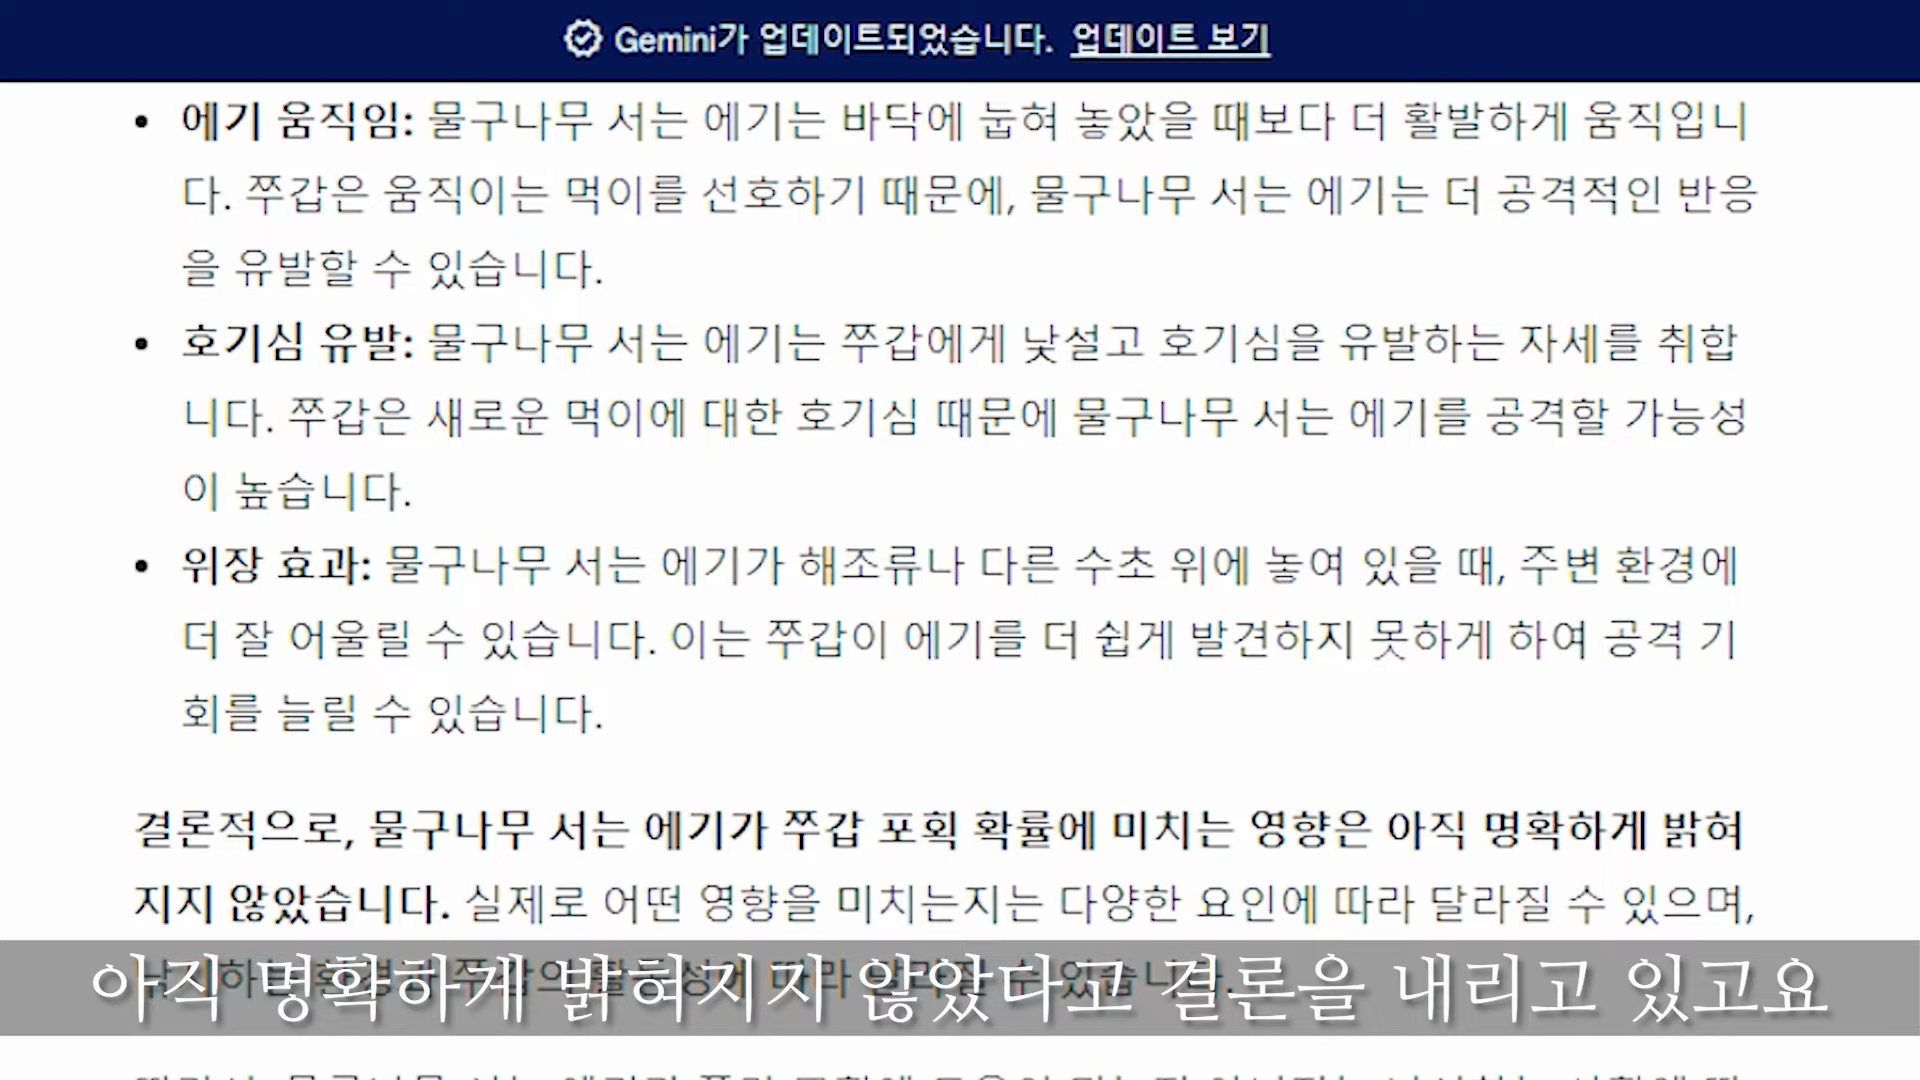 Gemini가 업데이트되었습니다. 업데이트 보기
• 에기 움직임: 물구나무 서는 에기는 바닥에 눕혀 놓았을 때보다 더 활발하게 움직입니
다. 쭈갑은 움직이는 먹이를 선호하기 때문에, 물구나무 서는 에기는 더 공격적인 반응
을 유발할 수 있습니다.
• 호기심 유발: 물구나무 서는 에기는 쭈갑에게 낯설고 호기심을 유발하는 자세를 취합
니다. 쭈갑은 새로운 먹이에 대한 호기심 때문에 물구나무 서는 에기를 공격할 가능성
이 높습니다.
• 위장 효과: 물구나무 서는 에기가 해조류나 다른 수초 위에 놓여 있을 때, 주변 환경에
더 잘 어울릴 수 있습니다. 이는 쭈갑이 에기를 더 쉽게 발견하지 못하게 하여 공격 기
회를 늘릴 수 있습니다.
결론적으로, 물구나무 서는 에기가 쭈갑 포획 확률에 미치는 영향은 아직 명확하게 밝혀
지지 않았습니다. 실제로 어떤 영향을 미치는지는 다양한 요인에 따라 달라질 수 있으며,
아직 명확하게 밝혀지지 않았다고 결론을 내리고 있고요